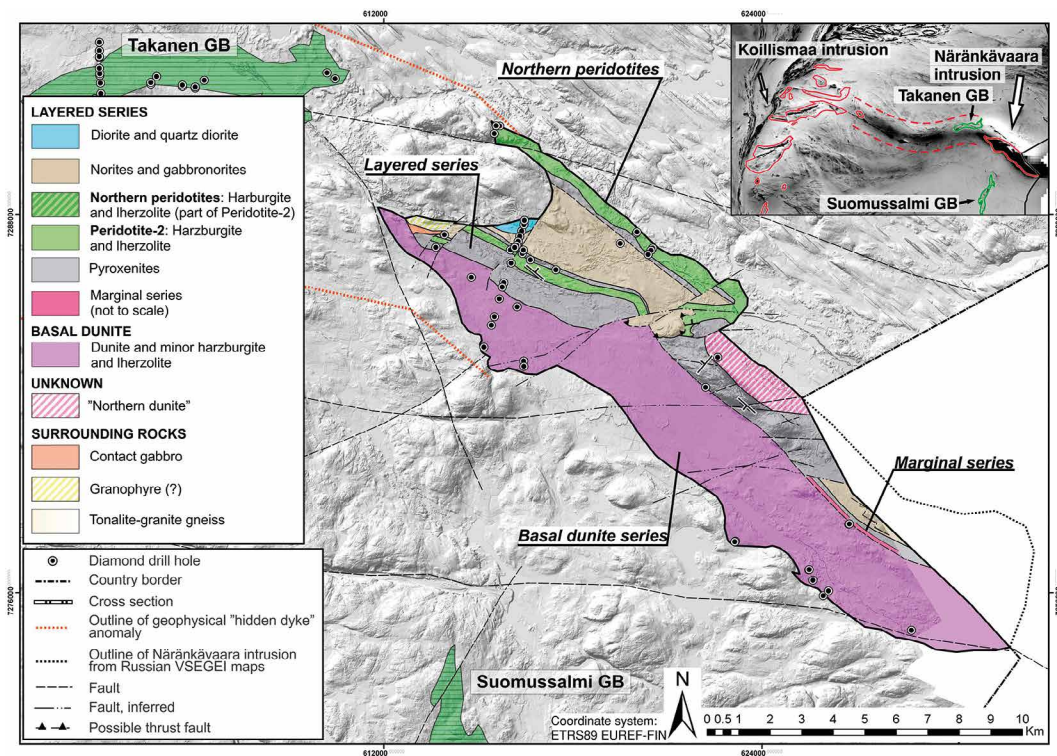 612000
624000
Takanen GB
Northern peridotites
Koillismaa intrusion
Näränkävaara
intrusion
Takanen GB
Suomussalmi GB
LAYERED SERIES
Diorite and quartz diorite
Norites and gabbronorites
Northern peridotites: Harburgite
and lherzolite (part of Peridotite-2)
Peridotite-2: Harzburgite
and lherzolite
Pyroxenites
Marginal series
(not to scale)
BASAL DUNITE
Dunite and minor harzburgite
and lherzolite
UNKNOWN
"Northern dunite"
SURROUNDING ROCKS
Contact gabbro
Granophyre (?)
Tonalite-granite gneiss
Diamond drill hole
Country border
Cross section
Outline of geophysical "hidden dyke"
anomaly
Outline of Näränkävaara intrusion
from Russian VSEGEI maps
Fault
Fault, inferred
Possible thrust fault
7288000
7276000
Layered series
Marginal series
Basal dunite series
Suomussalmi GB
N
Coordinate system:
ETRS89 EUREF-FIN
0 0.5 1 2 3 4 5 6 7 8 9 10
Km
612000
624000